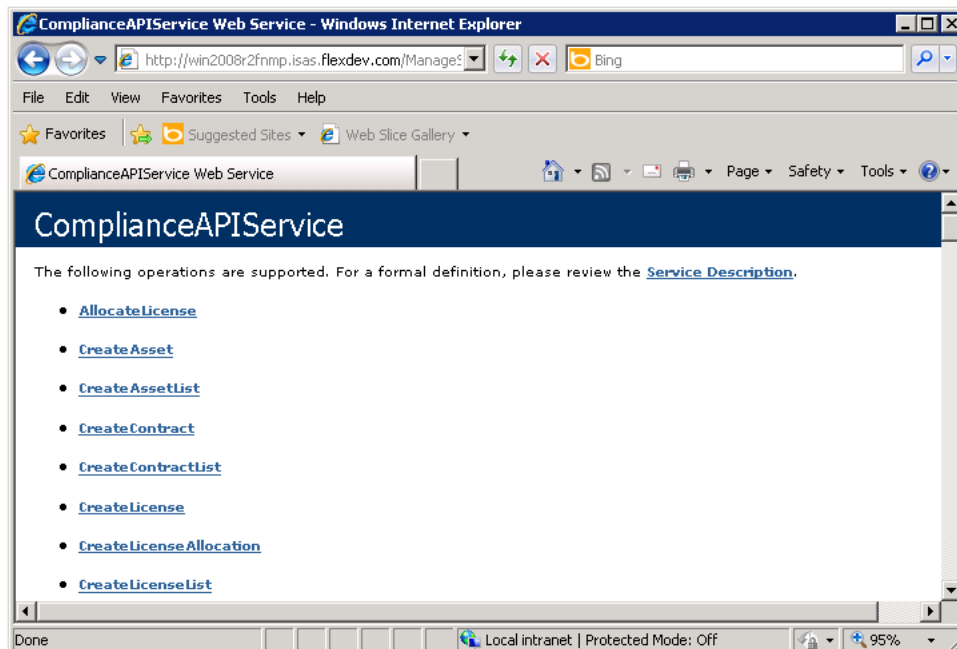 ComplianceAPIService Web Service - Windows Internet Explorer
http://win2008r2fnmp.isas.flexdev.com/ManageS
Bing
File Edit View Favorites Tools Help
Favorites Suggested Sites Web Slice Gallery
ComplianceAPIService Web Service Page Safety Tools
ComplianceAPIService
The following operations are supported. For a formal definition, please review the Service Description.
AllocateLicense
CreateAsset
CreateAssetList
CreateContract
CreateContractList
CreateLicense
CreateLicenseAllocation
CreateLicenseList
Done Local intranet | Protected Mode: Off 95%